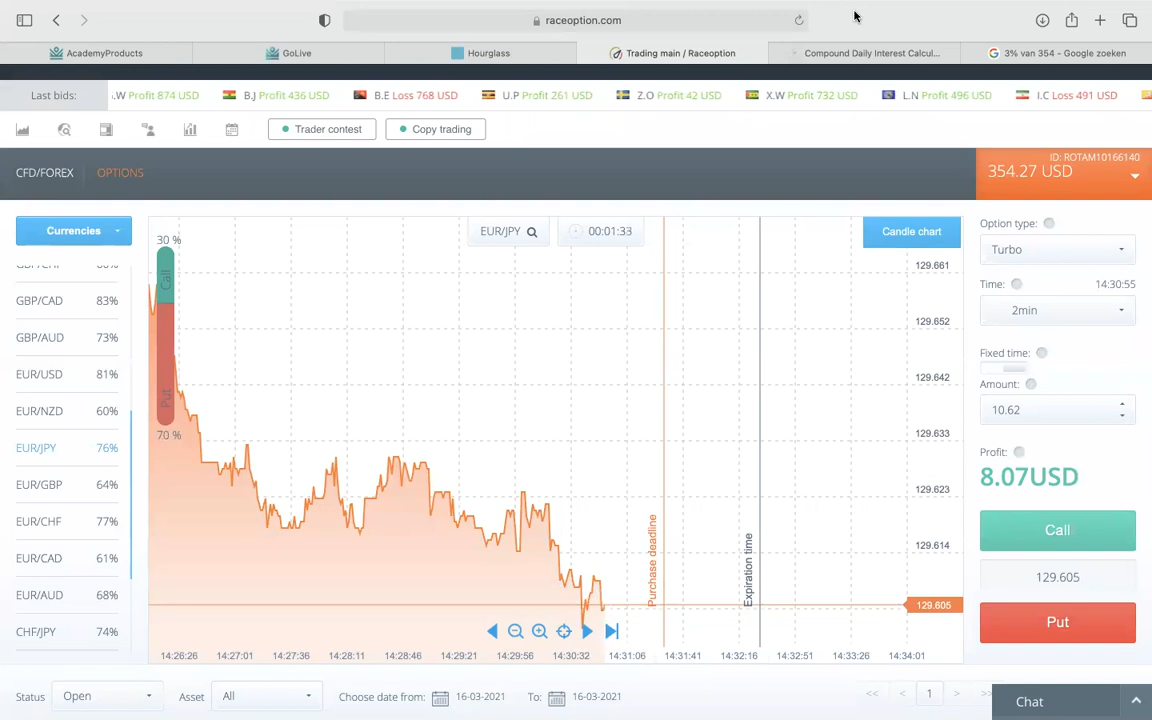 raceoption.com
AcademyProducts
GoLive
Hourglass
Trading main / Raceoption
Compound Daily Interest Calcul...
3% van 354 - Google zoeken
Last bids:
.W Profit 874 USD
B.J Profit 436 USD
B.E Loss 768 USD
U.P Profit 261 USD
Z.O Profit 42 USD
X.W Profit 732 USD
L.N Profit 496 USD
I.C Loss 491 USD
Trader contest
Copy trading
CFD/FOREX
OPTIONS
ID: ROTAM10166140
354.27 USD
Currencies
GBP/CAD 83%
GBP/AUD 73%
EUR/USD 81%
EUR/NZD 60%
EUR/JPY 76%
EUR/GBP 64%
EUR/CHF 77%
EUR/CAD 61%
EUR/AUD 68%
CHF/JPY 74%
30 %
Call
Put
70 %
EUR/JPY
00:01:33
Candle chart
129.661
129.652
129.642
129.633
129.623
129.614
129.605
Purchase deadline
Expiration time
14:26:26
14:27:01
14:27:36
14:28:11
14:28:46
14:29:21
14:29:56
14:30:32
14:31:06
14:31:41
14:32:16
14:32:51
14:33:26
14:34:01
Option type:
Turbo
Time:
14:30:55
2min
Fixed time:
Amount:
10.62
Profit:
8.07USD
Call
129.605
Put
Status
Open
Asset
All
Choose date from:
16-03-2021
To:
16-03-2021
<<
<
1
>
>>
Chat